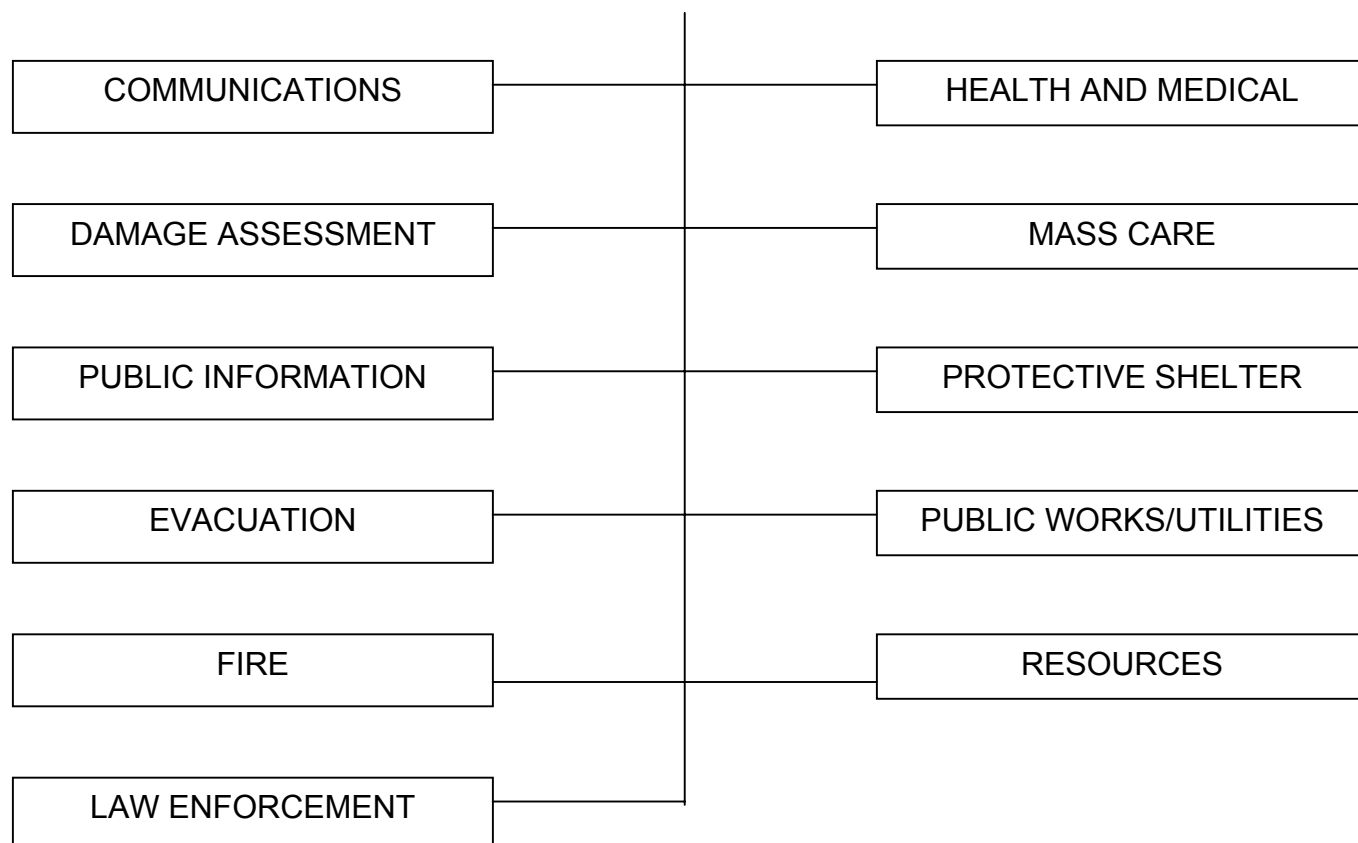 COMMUNICATIONS
HEALTH AND MEDICAL
DAMAGE ASSESSMENT
MASS CARE
PUBLIC INFORMATION
PROTECTIVE SHELTER
EVACUATION
PUBLIC WORKS/UTILITIES
FIRE
RESOURCES
LAW ENFORCEMENT